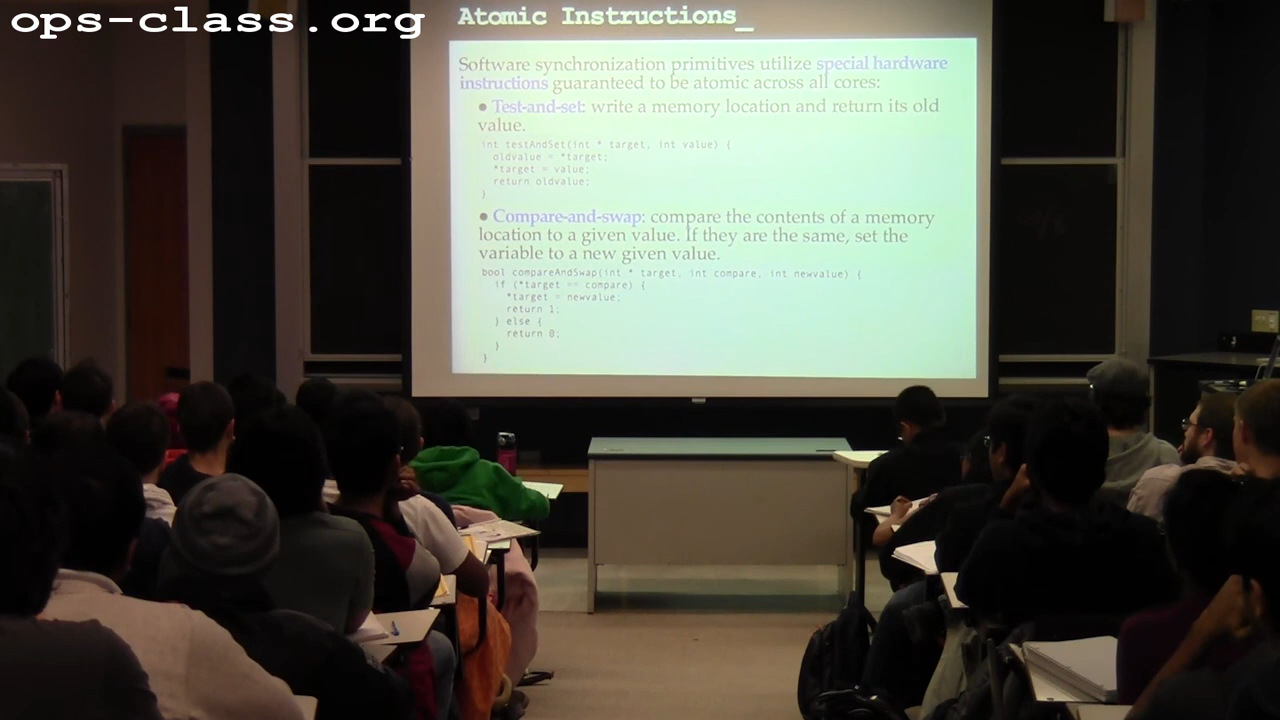 ops-class.org
Atomic Instructions_
Software synchronization primitives utilize special hardware
instructions guaranteed to be atomic across all cores:
● Test-and-set: write a memory location and return its old
value.
int testAndSet(int * target, int value) {
oldvalue = *target;
*target = value;
return oldvalue;
}
● Compare-and-swap: compare the contents of a memory
location to a given value. If they are the same, set the
variable to a new given value.
bool compareAndSwap(int * target, int compare, int newvalue) {
if (*target == compare) {
*target = newvalue;
return 1;
} else {
return 0;
}
}